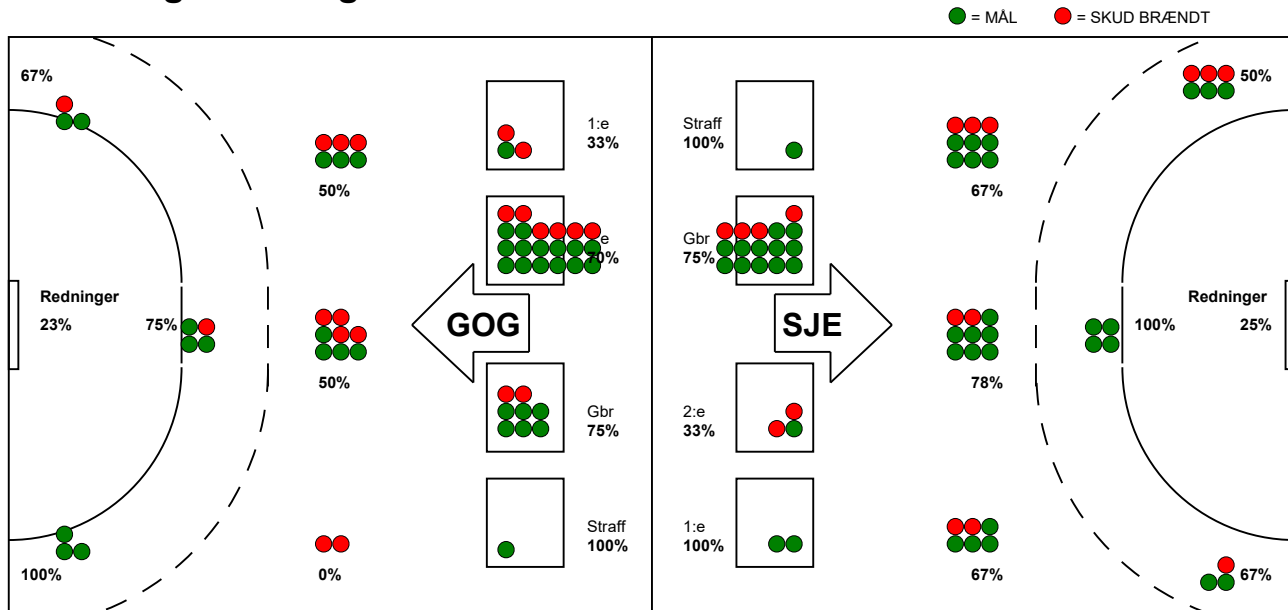 = MÅL = SKUD BRÆNDT
67%
50%
50%
0%
100%
Redninger
23%
75%
GOG
1:e
33%
e
70%
Gbr
75%
Straff
100%
Straff
100%
Gbr
75%
SJE
2:e
33%
1:e
100%
67%
78%
67%
50%
100%
Redninger
25%
67%